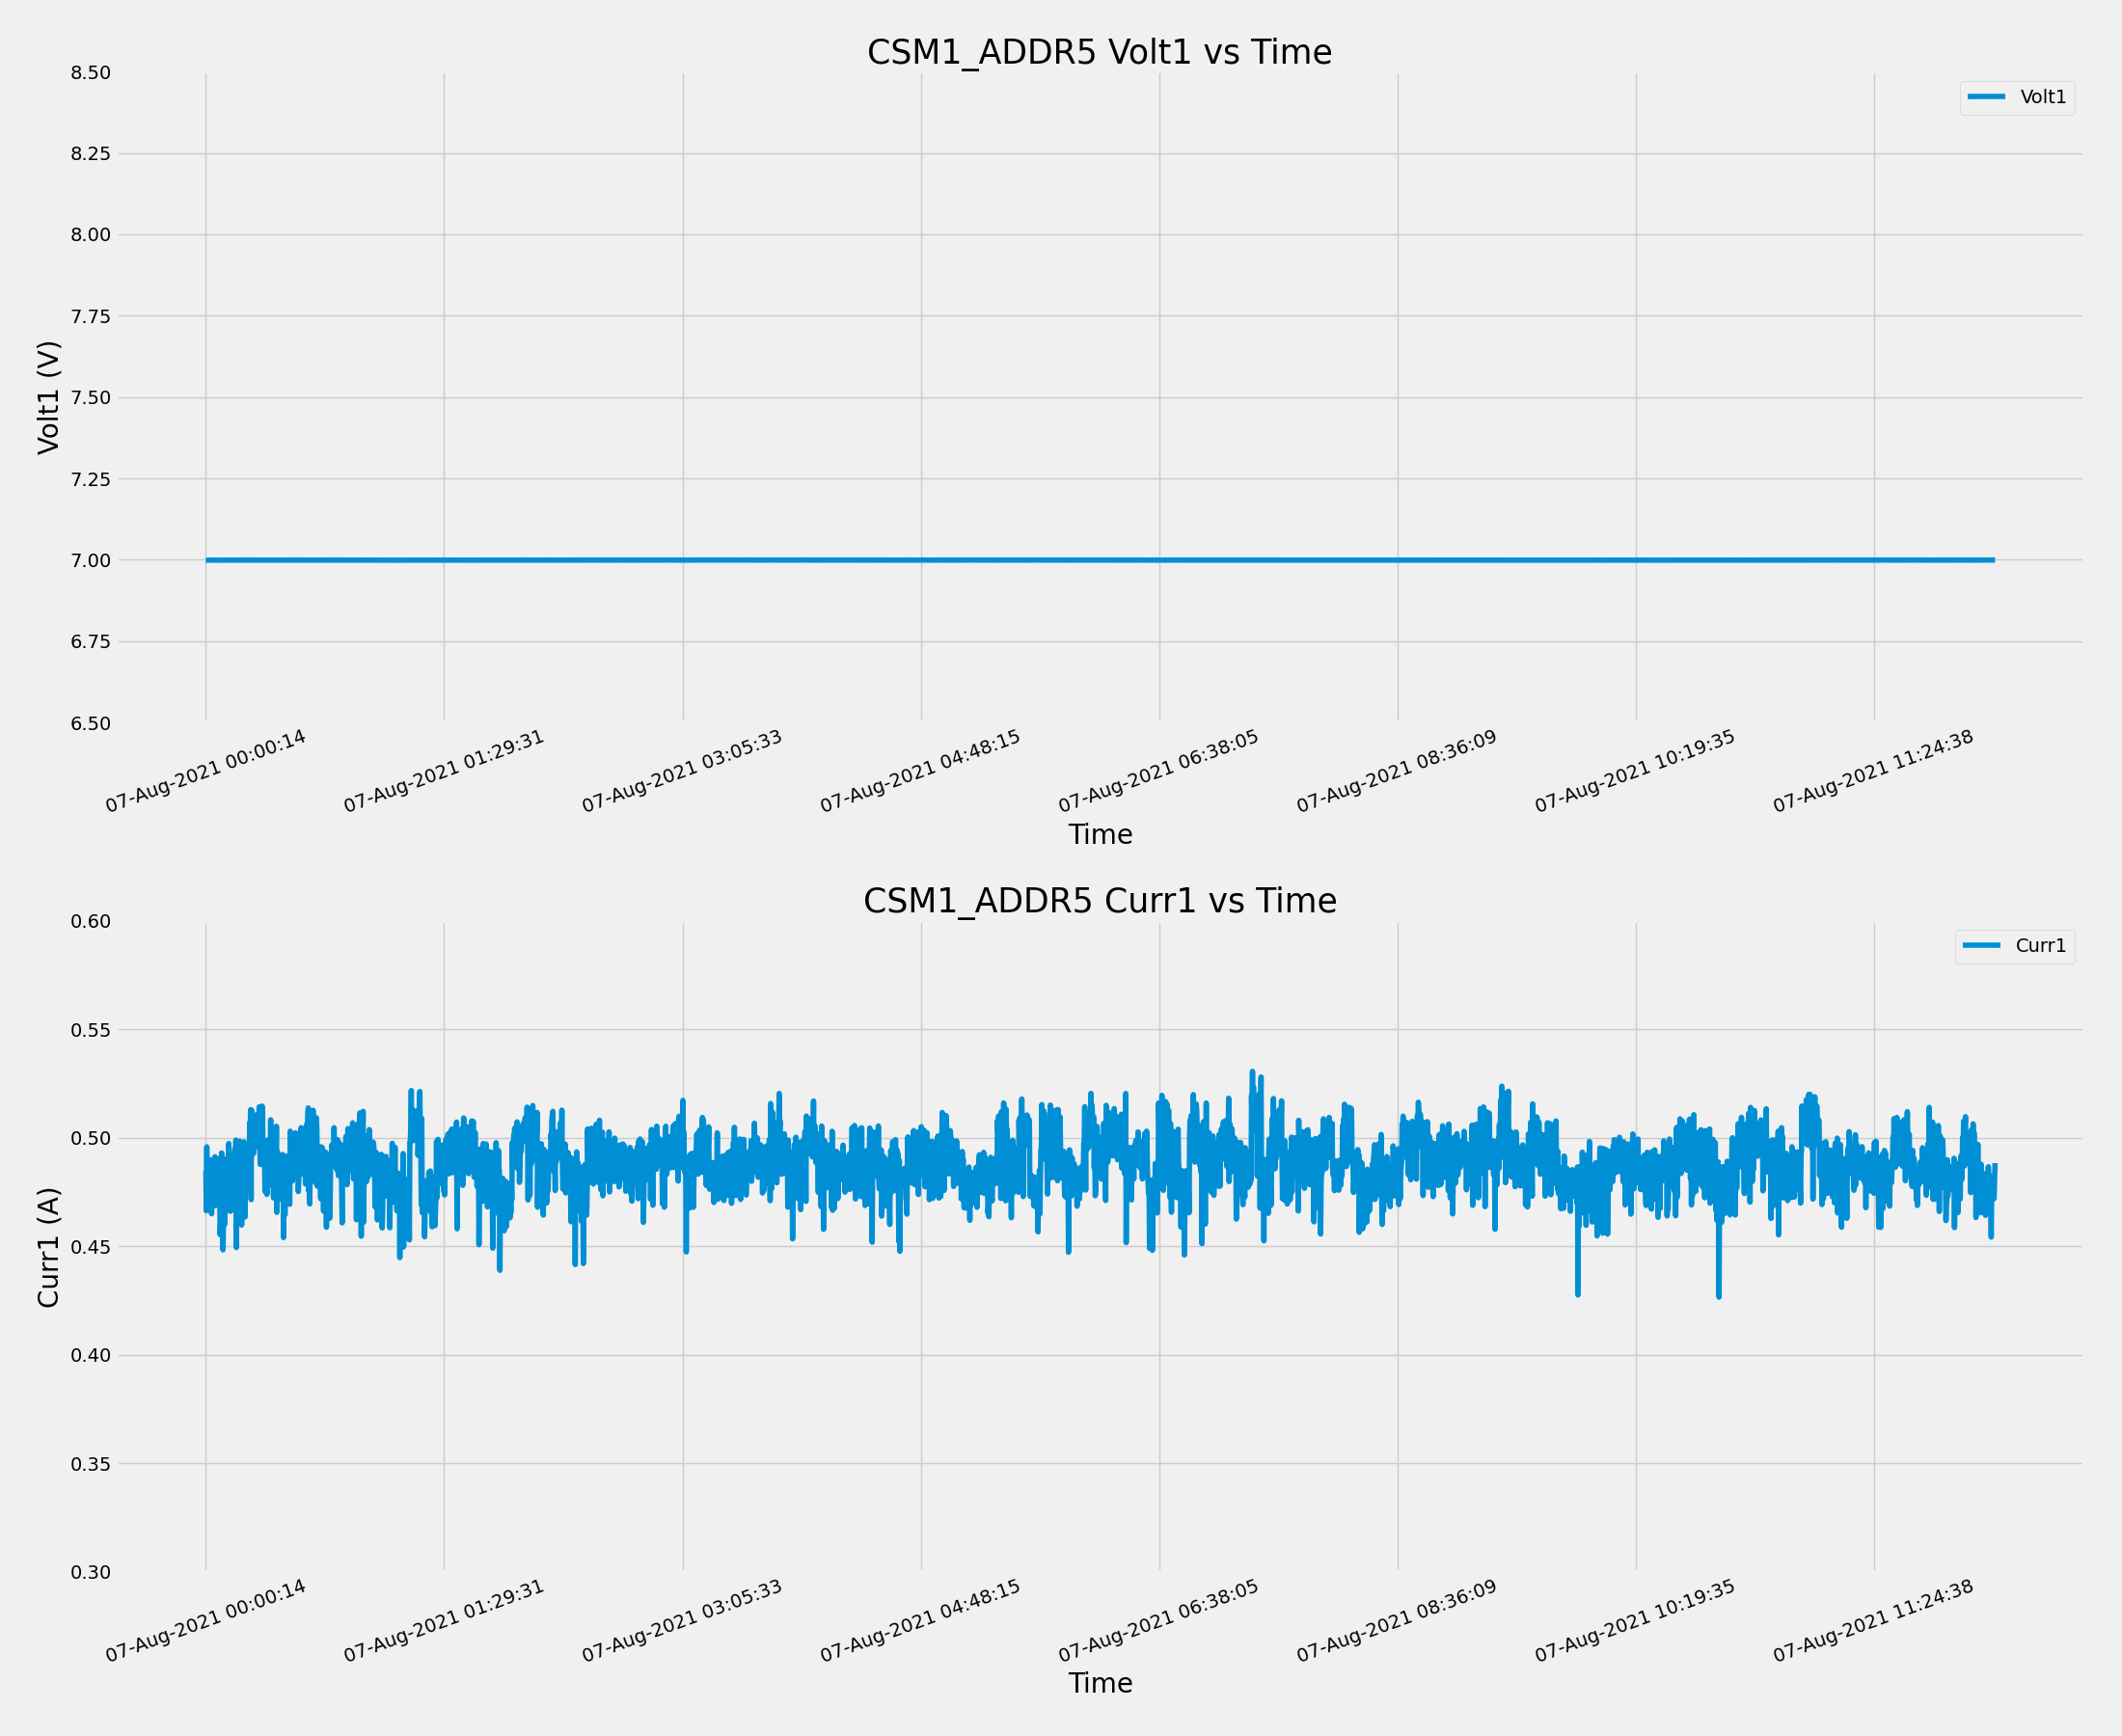 CSM1_ADDR5 Volt1 vs Time
Volt1
8.50
8.25
8.00
7.75
7.50
7.25
7.00
6.75
6.50
Volt1 (V)
07-Aug-2021 00:00:14
07-Aug-2021 01:29:31
07-Aug-2021 03:05:33
07-Aug-2021 04:48:15
07-Aug-2021 06:38:05
07-Aug-2021 08:36:09
07-Aug-2021 10:19:35
07-Aug-2021 11:24:38
Time
CSM1_ADDR5 Curr1 vs Time
Curr1
0.60
0.55
0.50
0.45
0.40
0.35
0.30
Curr1 (A)
07-Aug-2021 00:00:14
07-Aug-2021 01:29:31
07-Aug-2021 03:05:33
07-Aug-2021 04:48:15
07-Aug-2021 06:38:05
07-Aug-2021 08:36:09
07-Aug-2021 10:19:35
07-Aug-2021 11:24:38
Time